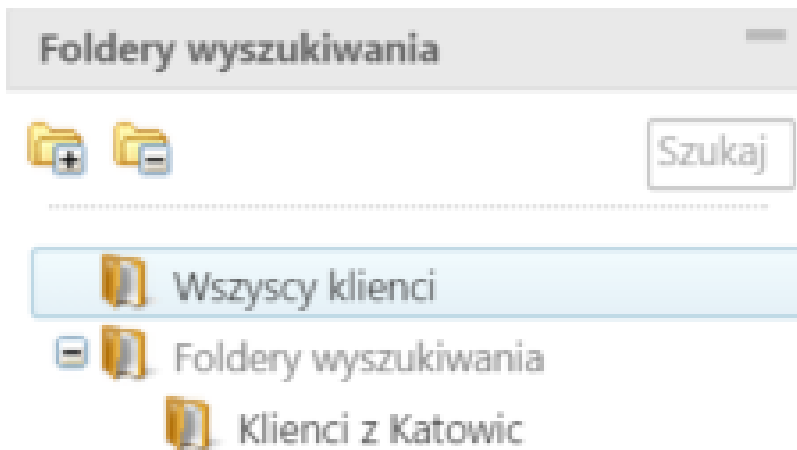 Foldery wyszukiwania
Szukaj
Wszyscy klienci
Foldery wyszukiwania
Klienci z Katowic